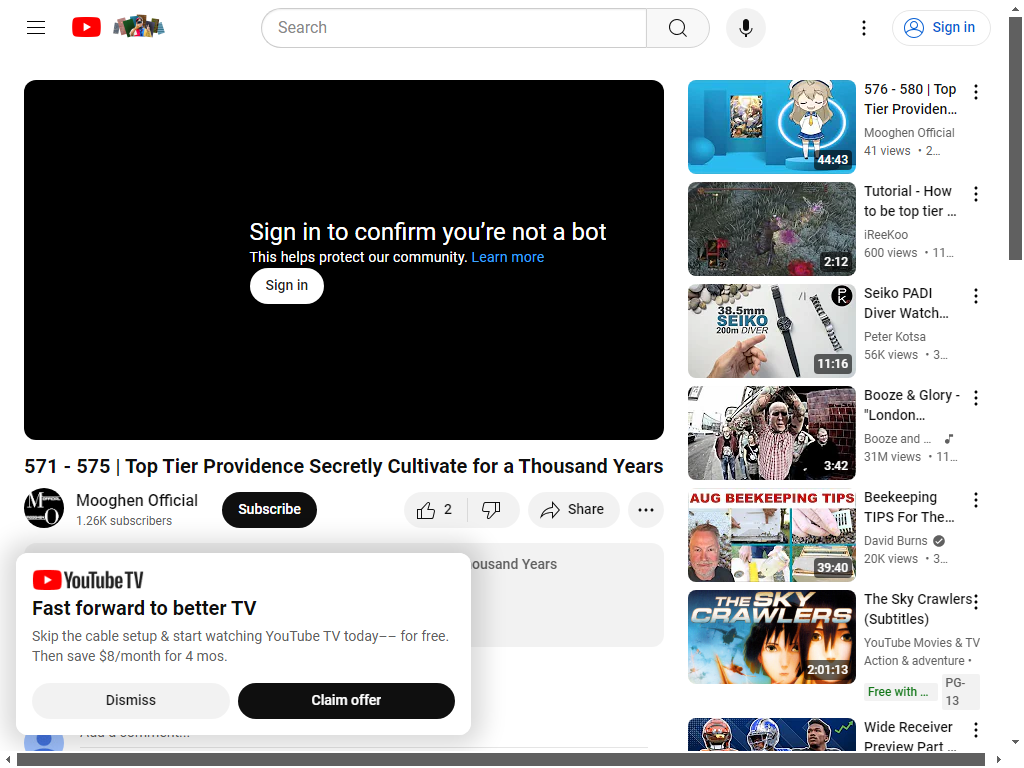 Search
Sign in
Sign in to confirm you’re not a bot
This helps protect our community. Learn more
Sign in
571 - 575 | Top Tier Providence Secretly Cultivate for a Thousand Years
Mooghen Official
1.26K subscribers
Subscribe
2
Share
ousand Years
YouTube TV
Fast forward to better TV
Skip the cable setup & start watching YouTube TV today–– for free.
Then save $8/month for 4 mos.
Dismiss
Claim offer
Add a comment...
44:43
576 - 580 | Top
Tier Providen...
Mooghen Official
41 views • 2...
2:12
Tutorial - How
to be top tier ...
iReeKoo
600 views • 11...
38.5mm
SEIKO
200m DIVER
PK
11:16
Seiko PADI
Diver Watch...
Peter Kotsa
56K views • 3...
3:42
Booze & Glory -
"London...
Booze and ...
31M views • 11...
AUG BEEKEEPING TIPS
39:40
Beekeeping
TIPS For The...
David Burns
20K views • 3...
THE SKY
CRAWLERS
2:01:13
The Sky Crawlers
(Subtitles)
YouTube Movies & TV
Action & adventure •
Free with ...
PG-
13
Wide Receiver
Preview Part ...